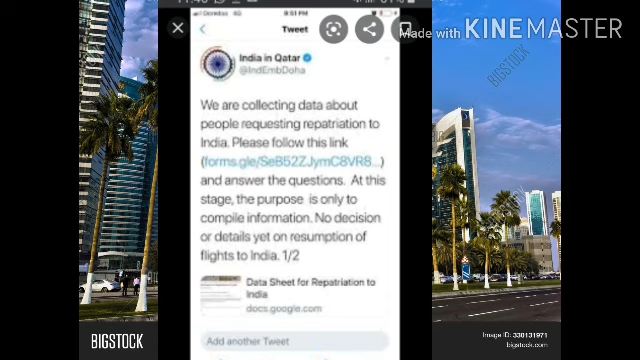 9:51 PM
Tweet
Made with KINEMASTER
India in Qatar
@IndEmbDoha
BIGSTOCK
We are collecting data about
people requesting repatriation to
India. Please follow this link
(forms.gle/SeB52ZJymC8VR8...)
and answer the questions. At this
stage, the purpose is only to
compile information. No decision
or details yet on resumption of
flights to India. 1/2
Data Sheet for Repatriation to
India
docs.google.com
Add another Tweet
BIGSTOCK
Image ID: 330131971
bigstock.com